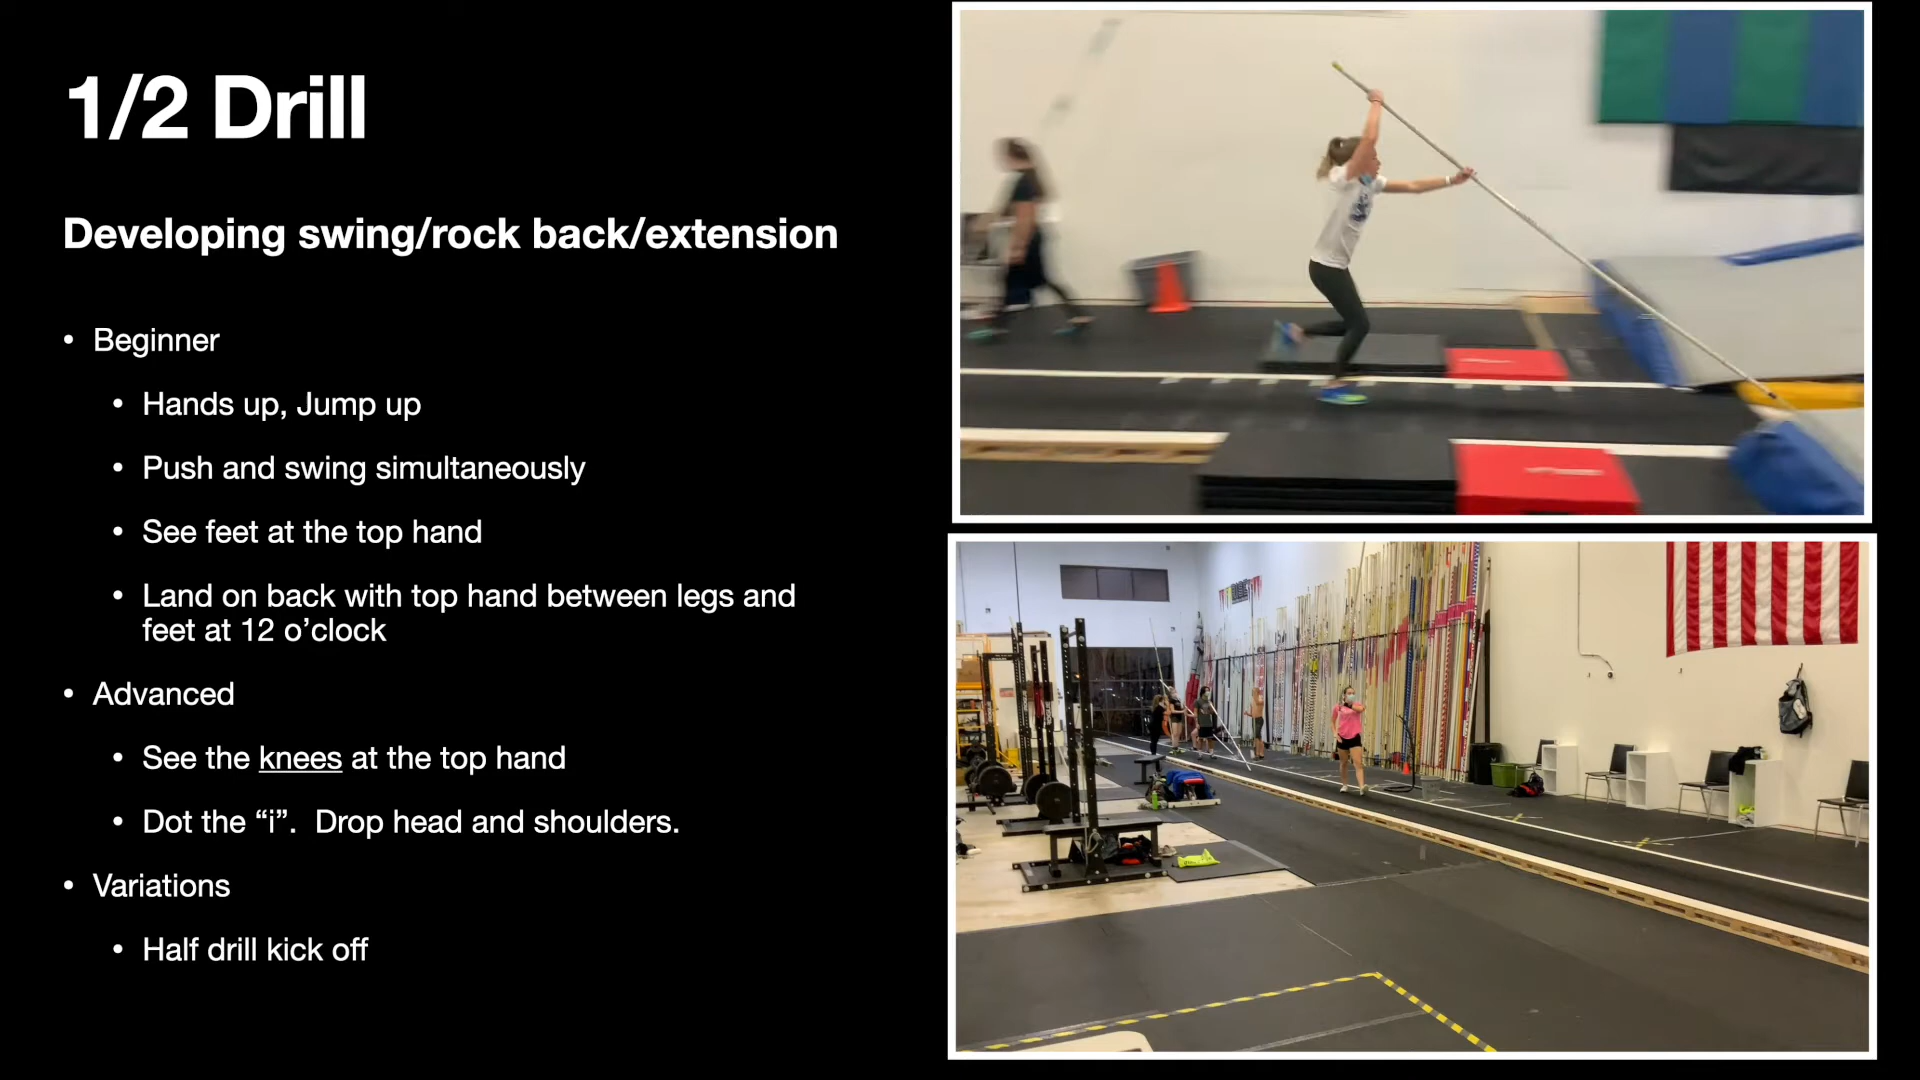 1/2 Drill
Developing swing/rock back/extension
• Beginner
• Hands up, Jump up
• Push and swing simultaneously
• See feet at the top hand
• Land on back with top hand between legs and
feet at 12 o’clock
• Advanced
• See the knees at the top hand
• Dot the “i”.  Drop head and shoulders.
• Variations
• Half drill kick off